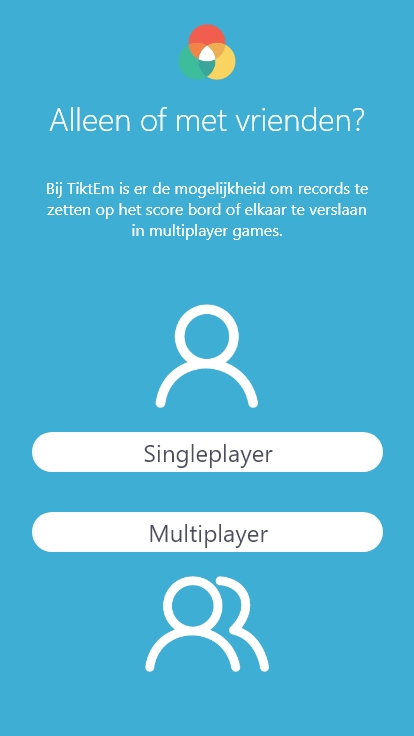 Alleen of met vrienden?
Bij TiktEm is er de mogelijkheid om records te
zetten op het score bord of elkaar te verslaan
in multiplayer games.
Singleplayer
Multiplayer